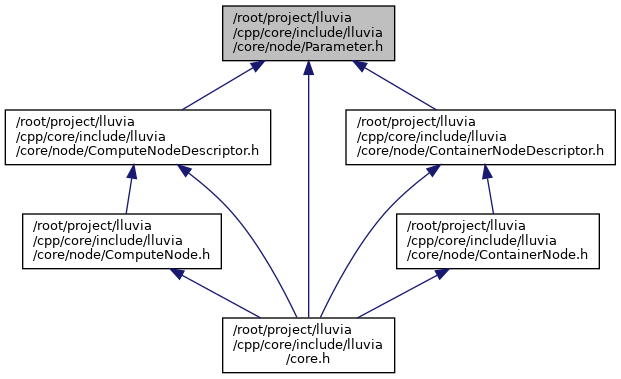 /root/project/lluvia
/cpp/core/include/lluvia
/core/node/Parameter.h
/root/project/lluvia
/cpp/core/include/lluvia
/core/node/ComputeNodeDescriptor.h
/root/project/lluvia
/cpp/core/include/lluvia
/core/node/ContainerNodeDescriptor.h
/root/project/lluvia
/cpp/core/include/lluvia
/core/node/ComputeNode.h
/root/project/lluvia
/cpp/core/include/lluvia
/core/node/ContainerNode.h
/root/project/lluvia
/cpp/core/include/lluvia
/core.h